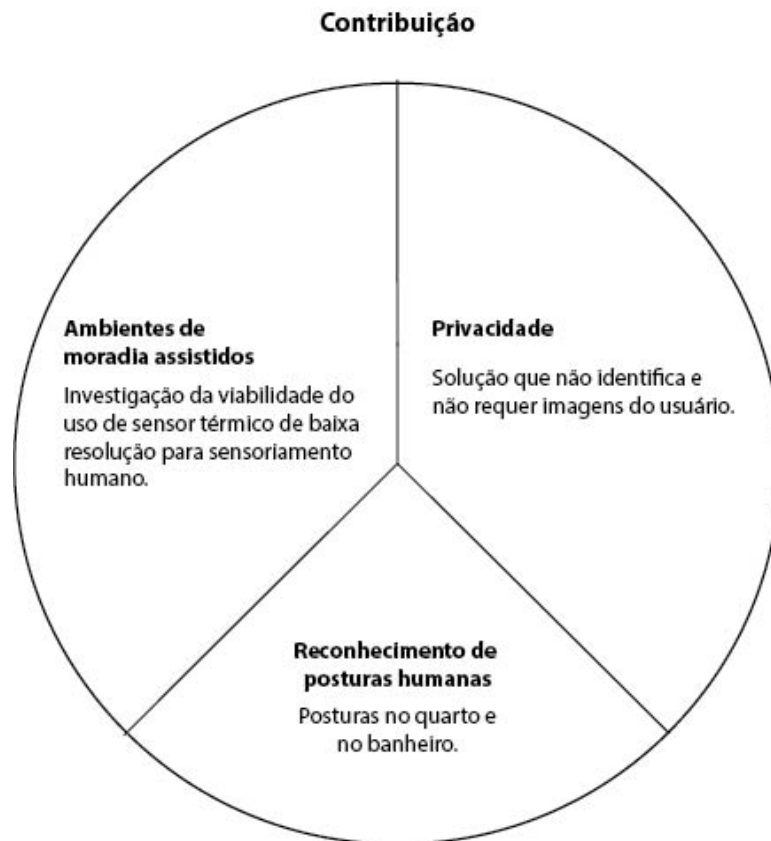 Contribuição
Ambientes de
moradia assistidos
Investigação da viabilidade do
uso de sensor térmico de baixa
resolução para sensoriamento
humano.
Privacidade
Solução que não identifica e
não requer imagens do usuário.
Reconhecimento de
posturas humanas
Posturas no quarto e
no banheiro.